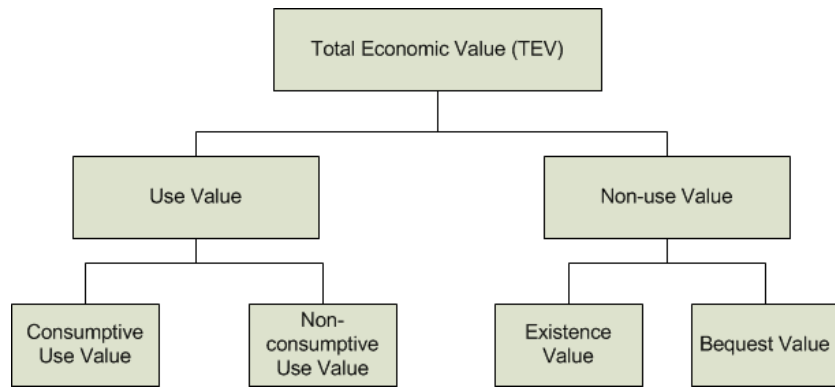 Total Economic Value (TEV)
Use Value
Non-use Value
Consumptive
Use Value
Non-
consumptive
Use Value
Existence
Value
Bequest Value